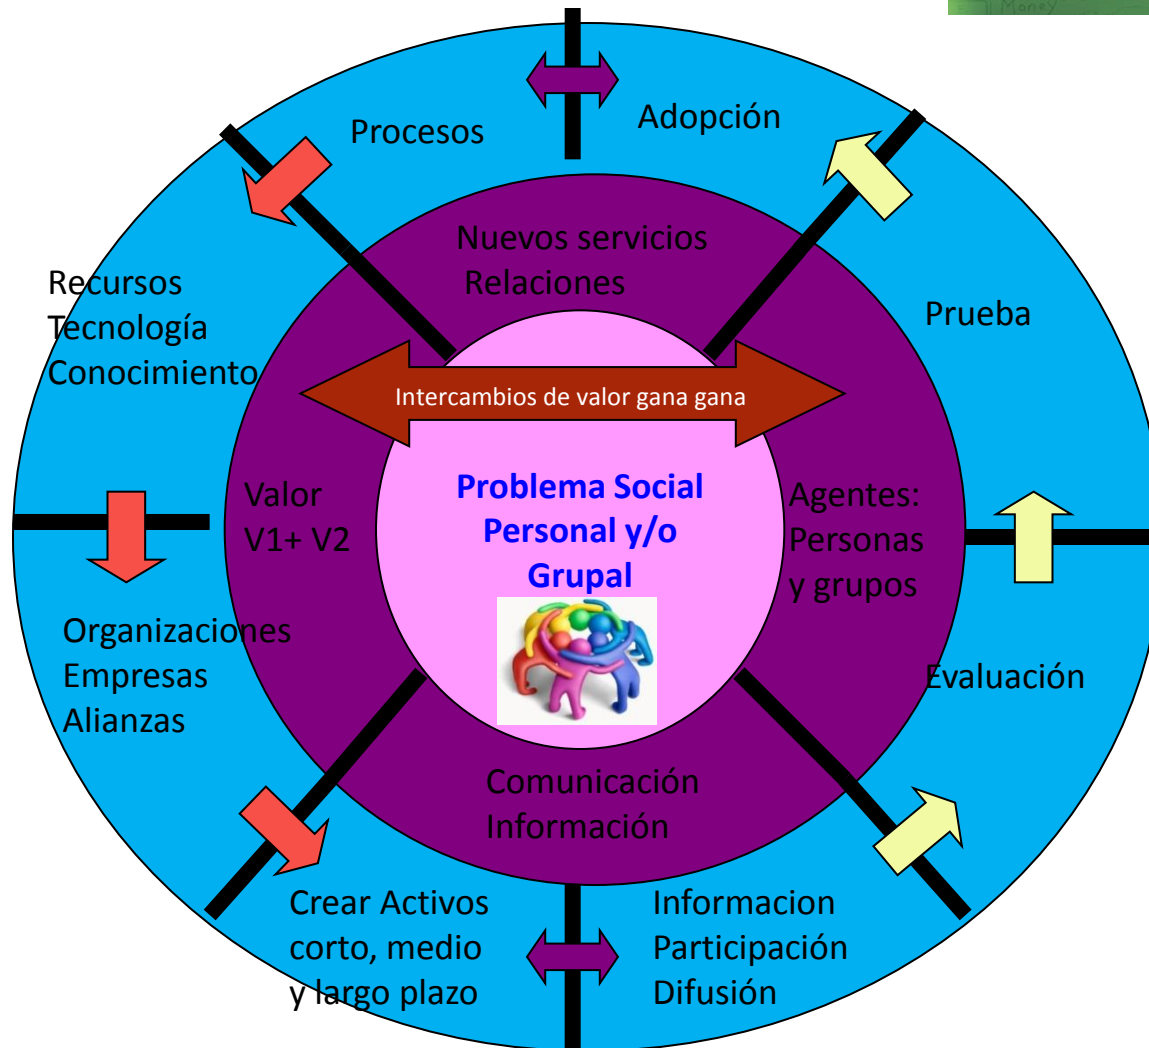 Money
Procesos
Adopción
Nuevos servicios
Relaciones
Recursos
Tecnología
Conocimiento
Prueba
Intercambios de valor gana gana
Valor
V1+ V2
Problema Social
Personal y/o
Grupal
Agentes:
Personas
y grupos
Organizaciones
Empresas
Alianzas
Evaluación
Comunicación
Información
Crear Activos
corto, medio
y largo plazo
Informacion
Participación
Difusión